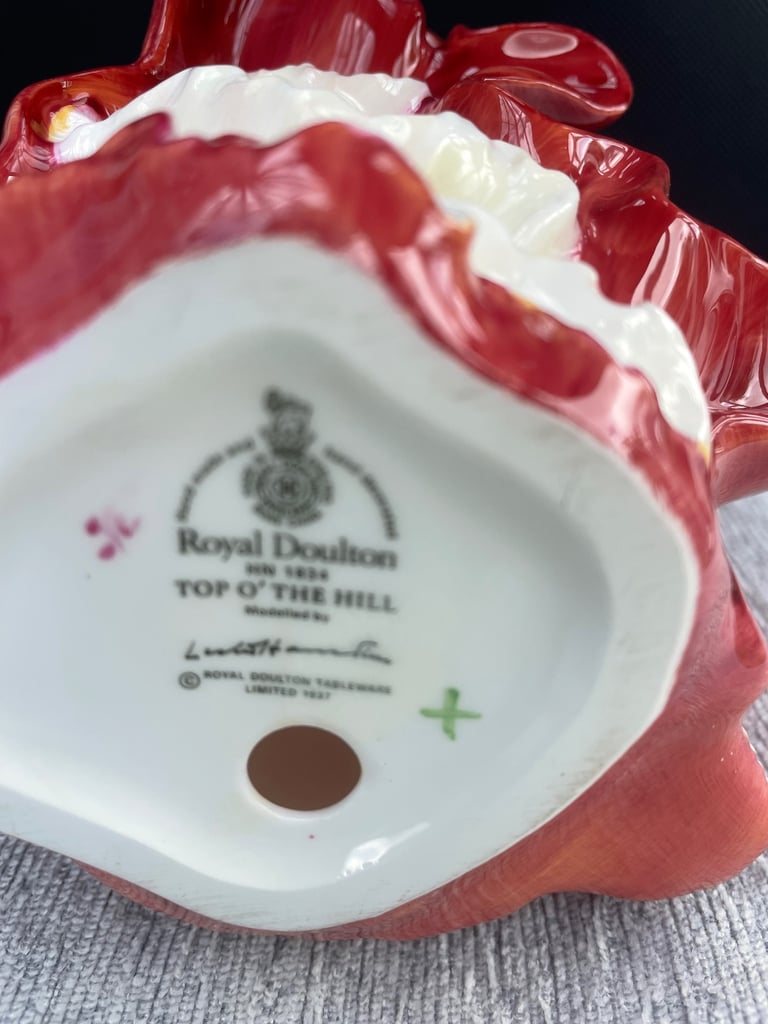 Royal Doulton
HN 1834
TOP O' THE HILL
Modelled by
© ROYAL DOULTON TABLEWARE
LIMITED 1937